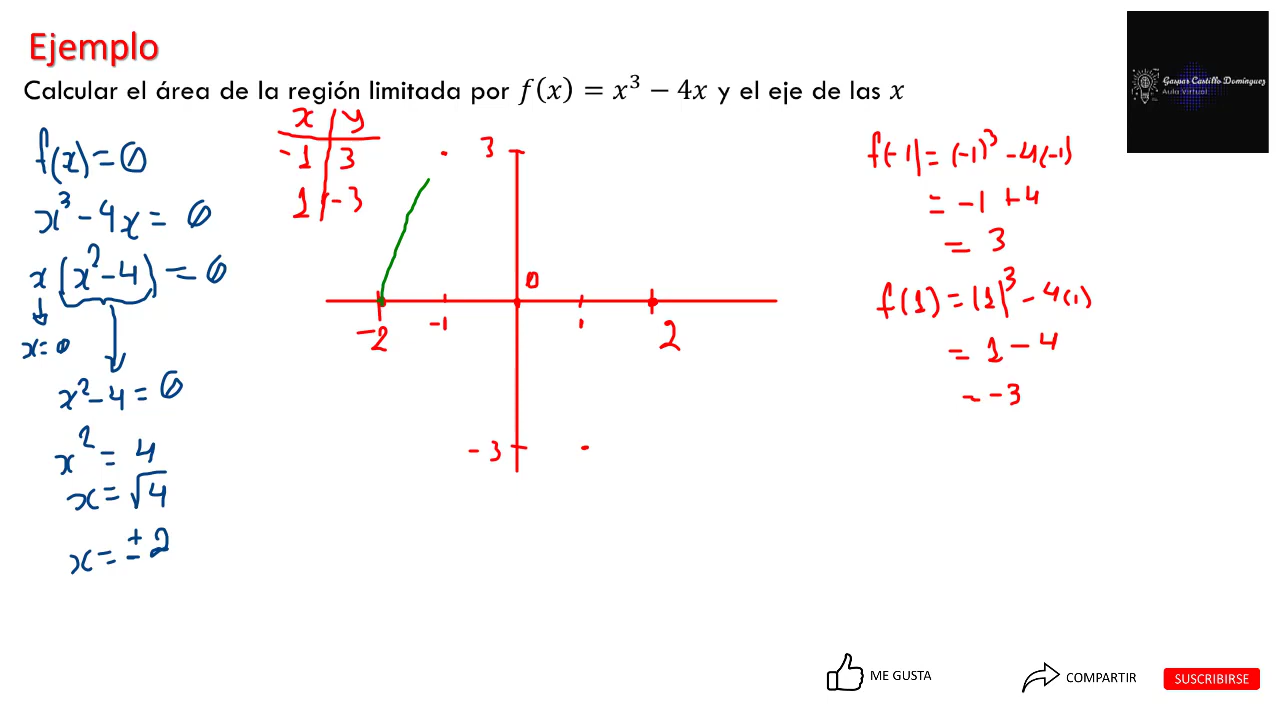 Ejemplo
Gaspar Castillo Domínguez
Aula Virtual
Calcular el área de la región limitada por f(x) = x³ − 4x y el eje de las x
f(x) = 0
x³ - 4x = 0
x(x² - 4) = 0
x = 0
x² - 4 = 0
x² = 4
x = √4
x = ± 2
x | y
-1 | 3
1 | -3
3
0
-2 -1 1 2
-3
f(-1) = (-1)³ - 4(-1)
= -1 + 4
= 3
f(1) = (1)³ - 4(1)
= 1 - 4
= -3
ME GUSTA
COMPARTIR
SUSCRIBIRSE